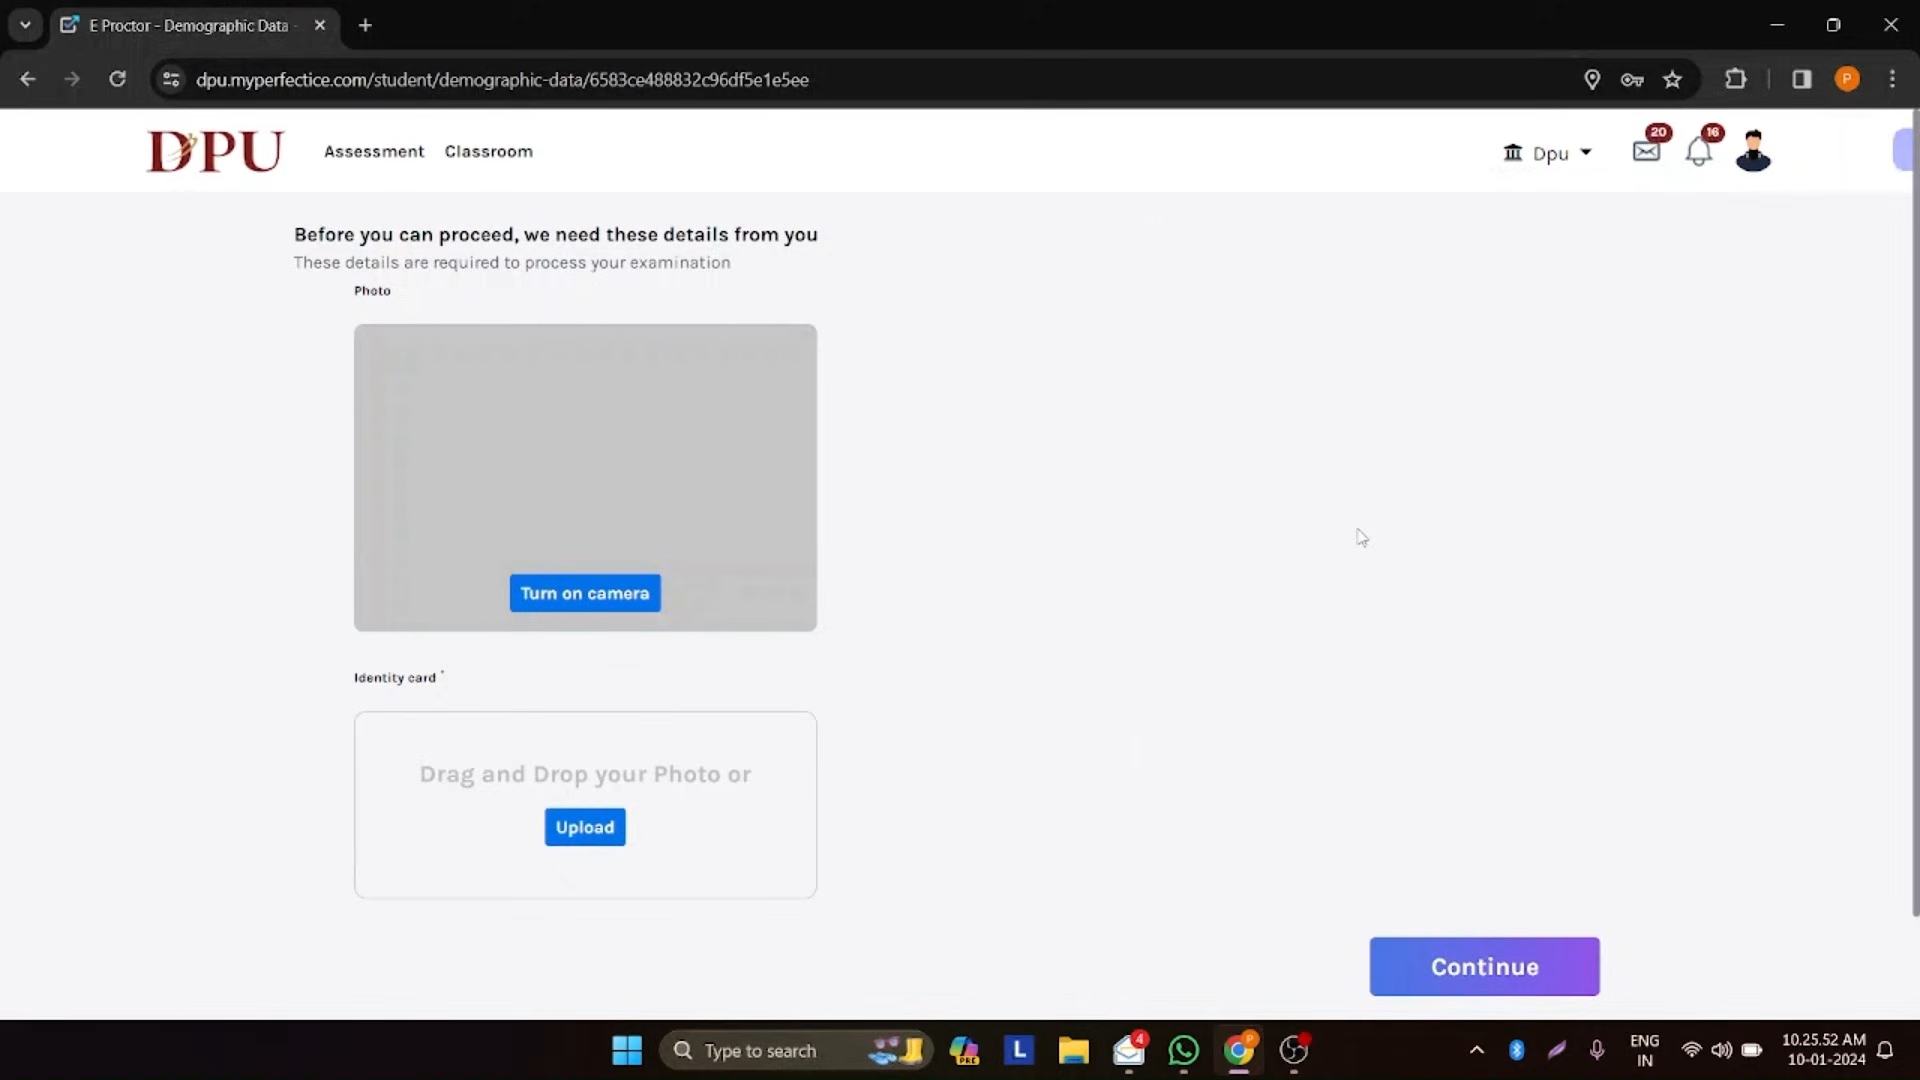 E Proctor - Demographic Data -
dpu.myperfectice.com/student/demographic-data/6583ce488832c96df5e1e5ee
P
DPU
Assessment Classroom
Dpu
20
16
Before you can proceed, we need these details from you
These details are required to process your examination
Photo
Turn on camera
Identity card *
Drag and Drop your Photo or
Upload
Continue
Type to search
PRE
L
4
P
ENG
IN
10.25.52 AM
10-01-2024